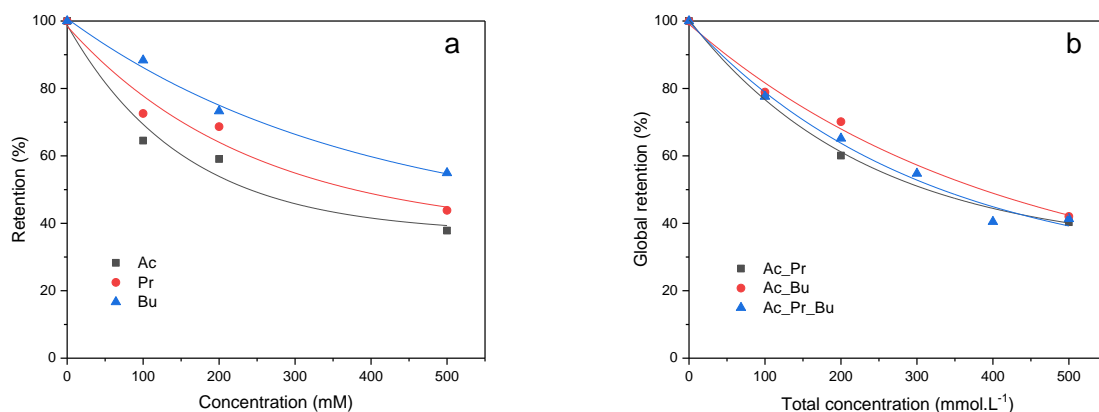 a
100
80
60
40
20
0
Retention (%)
Ac
Pr
Bu
0 100 200 300 400 500
Concentration (mM)
b
100
80
60
40
20
0
Global retention (%)
Ac_Pr
Ac_Bu
Ac_Pr_Bu
0 100 200 300 400 500
Total concentration (mmol.L⁻¹)